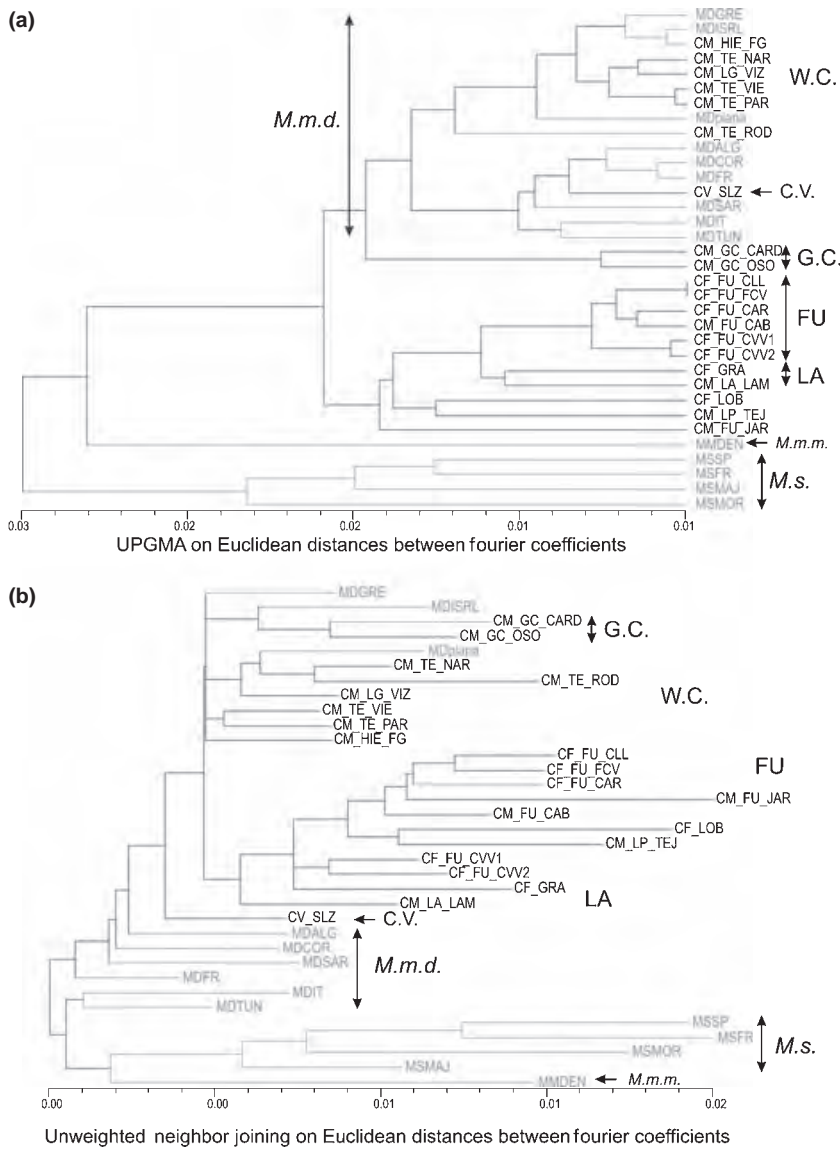 (a)
MDGRE
MDISRL
CM_HIE_FG
CM_TE_NAR
CM_LG_VIZ
W.C.
CM_TE_VIE
CM_TE_PAR
M.m.d.
MDpiana
CM_TE_ROD
MDALG
MDCOR
MDFR
CV_SLZ
C.V.
MDSAR
MDIT
MDTUN
CM_GC_CARD
G.C.
CM_GC_OSO
CF_FU_CLL
CF_FU_FCV
CF_FU_CAR
FU
CM_FU_CAB
CF_FU_CVV1
CF_FU_CVV2
CF_GRA
LA
CM_LA_LAM
CF_LOB
CM_LP_TEJ
CM_FU_JAR
MMDEN
M.m.m.
MSSP
MSFR
M.s.
MSMAJ
MSMOR
0.03 0.02 0.02 0.01 0.01
UPGMA on Euclidean distances between fourier coefficients
(b)
MDGRE
MDISRL
CM_GC_CARD
G.C.
CM_GC_OSO
MDpiana
CM_TE_NAR
CM_TE_ROD
W.C.
CM_LG_VIZ
CM_TE_VIE
CM_TE_PAR
CM_HIE_FG
CF_FU_CLL
FU
CF_FU_FCV
CF_FU_CAR
CM_FU_JAR
CM_FU_CAB
CF_LOB
CM_LP_TEJ
CF_FU_CVV1
CF_FU_CVV2
CF_GRA
LA
CM_LA_LAM
CV_SLZ
C.V.
MDALG
MDCOR
MDSAR
M.m.d.
MDFR
MDIT
MDTUN
MSSP
MSFR
M.s.
MSMOR
MSMAJ
MMDEN
M.m.m.
0.00 0.00 0.01 0.01 0.02
Unweighted neighbor joining on Euclidean distances between fourier coefficients